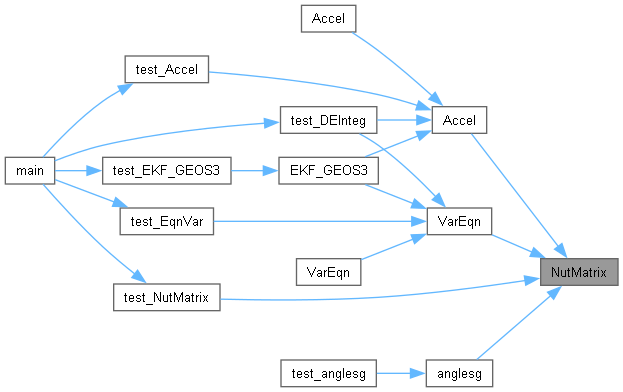 Accel
test_Accel
test_DEInteg
Accel
main
test_EKF_GEOS3
EKF_GEOS3
test_EqnVar
VarEqn
VarEqn
NutMatrix
test_NutMatrix
test_anglesg
anglesg